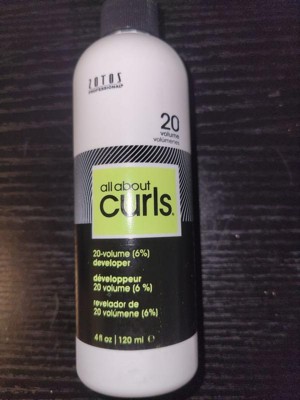 ZOTOS
PROFESSIONAL
20
volume
volúmenes
all about
curls.
20-volume (6%)
developer
développeur
20 volume (6 %)
revelador de
20 volúmene (6%)
4 fl oz | 120 ml e